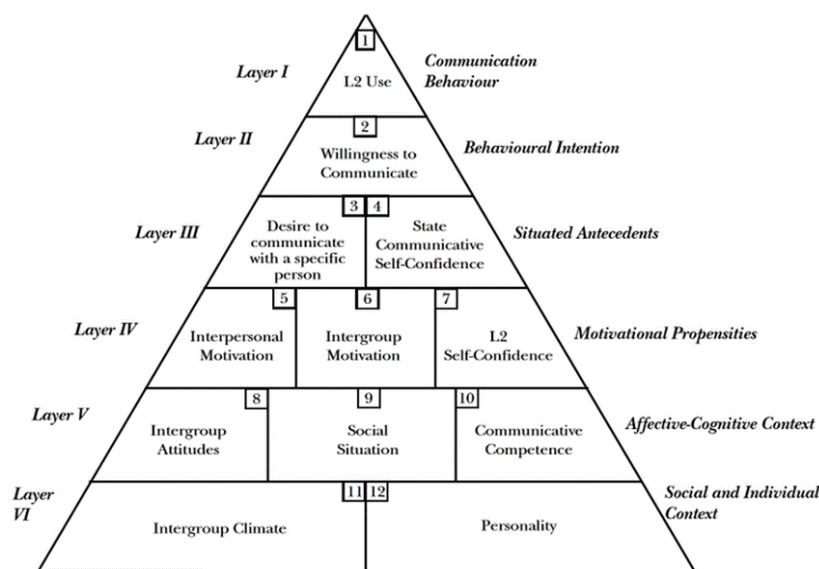 1
Layer I
L2 Use
Communication
Behaviour
2
Layer II
Willingness to
Communicate
Behavioural Intention
3
4
Layer III
Desire to
communicate
with a specific
person
State
Communicative
Self-Confidence
Situated Antecedents
5
6
7
Layer IV
Interpersonal
Motivation
Intergroup
Motivation
L2
Self-Confidence
Motivational Propensities
8
9
10
Layer V
Intergroup
Attitudes
Social
Situation
Communicative
Competence
Affective-Cognitive Context
11
12
Layer
VI
Intergroup Climate
Personality
Social and Individual
Context